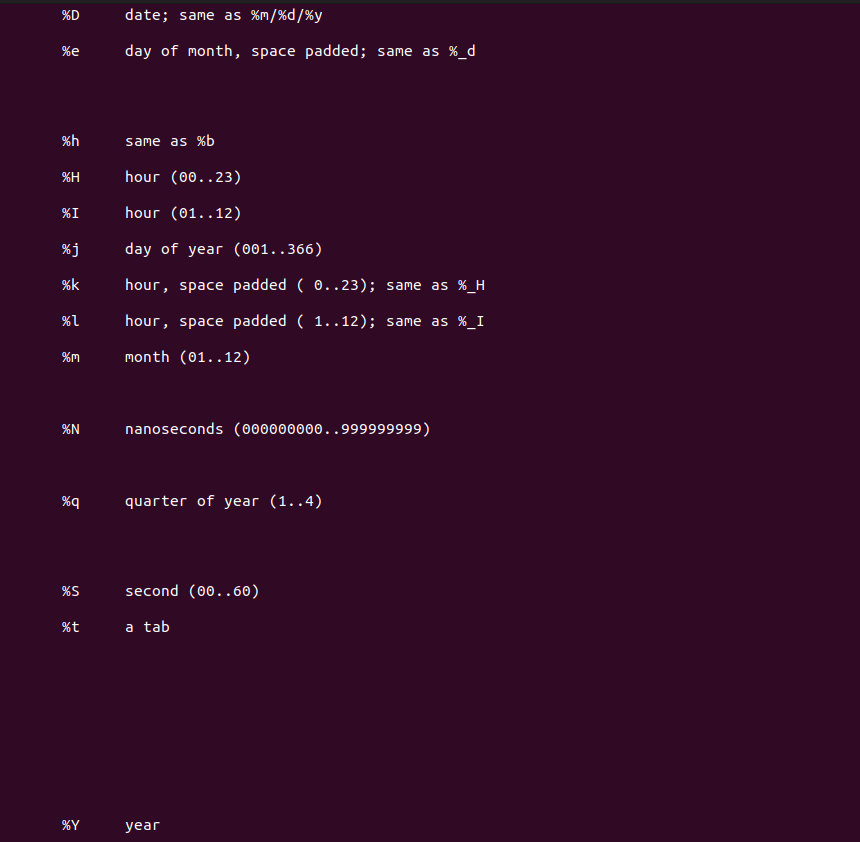 %D date; same as %m/%d/%y
%e day of month, space padded; same as %_d
%h same as %b
%H hour (00..23)
%I hour (01..12)
%j day of year (001..366)
%k hour, space padded ( 0..23); same as %_H
%l hour, space padded ( 1..12); same as %_I
%m month (01..12)
%N nanoseconds (000000000..999999999)
%q quarter of year (1..4)
%S second (00..60)
%t a tab
%Y year